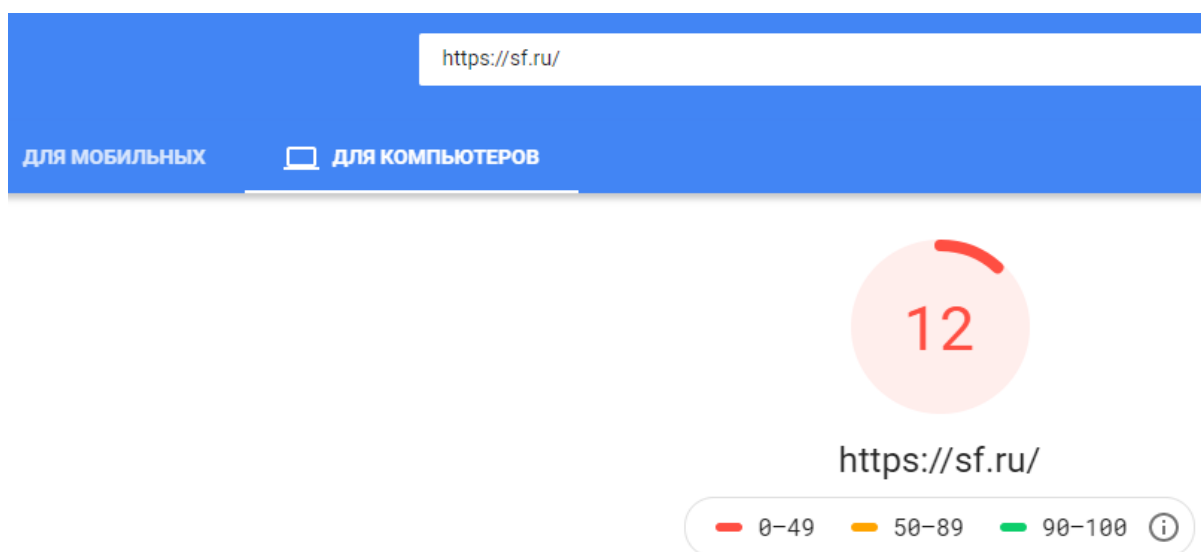 https://sf.ru/
ДЛЯ МОБИЛЬНЫХ ДЛЯ КОМПЬЮТЕРОВ
12
https://sf.ru/
0–49 50–89 90–100